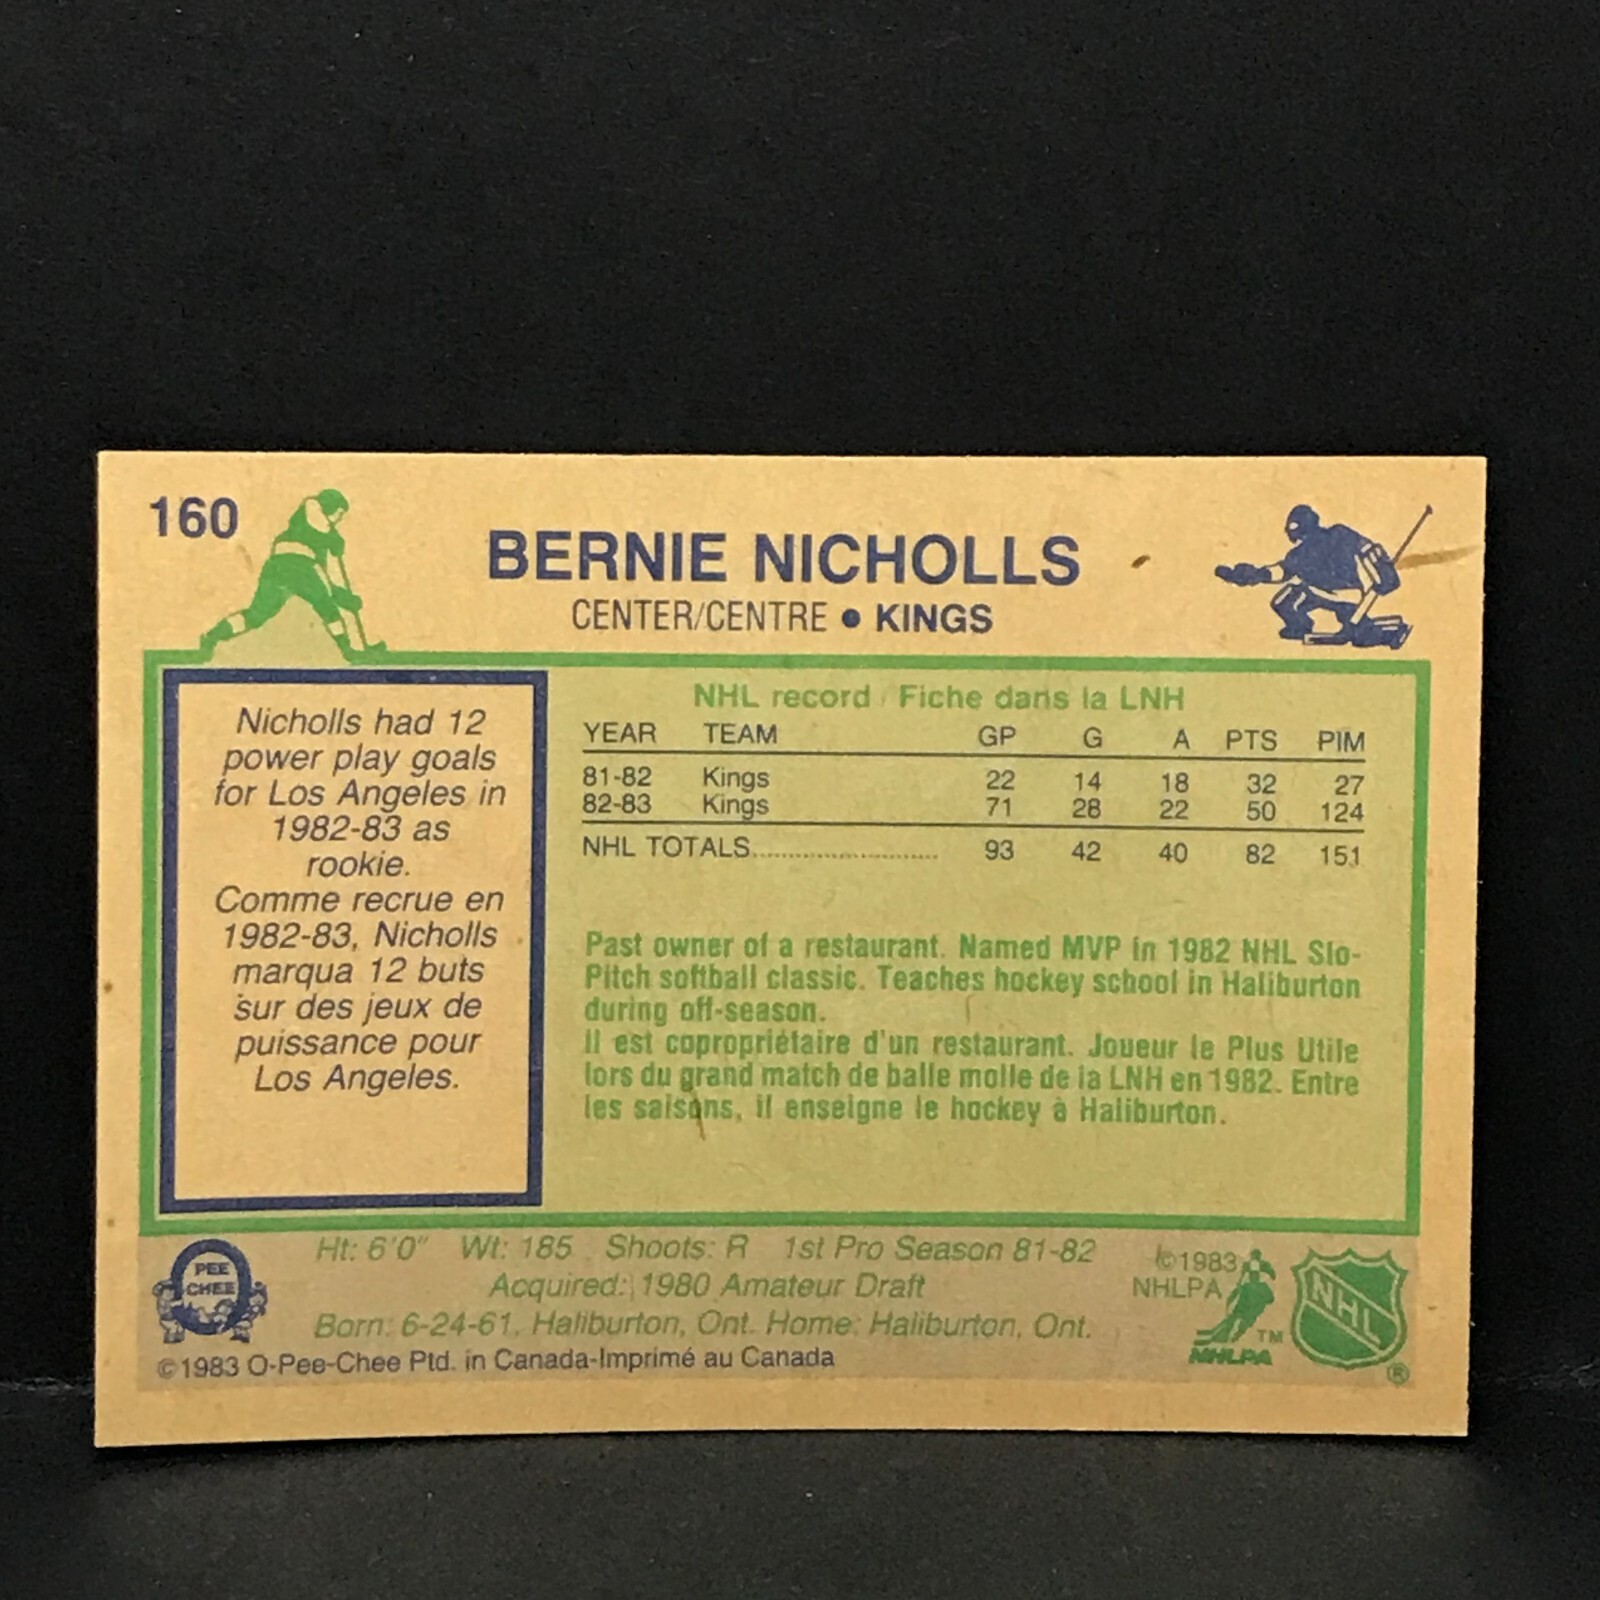 160
BERNIE NICHOLLS
CENTER/CENTRE • KINGS
Nicholls had 12
power play goals
for Los Angeles in
1982-83 as
rookie.
Comme recrue en
1982-83, Nicholls
marqua 12 buts
sur des jeux de
puissance pour
Los Angeles.
NHL record / Fiche dans la LNH
YEAR TEAM GP G A PTS PIM
81-82 Kings 22 14 18 32 27
82-83 Kings 71 28 22 50 124
NHL TOTALS........................ 93 42 40 82 151
Past owner of a restaurant. Named MVP in 1982 NHL Slo-
Pitch softball classic. Teaches hockey school in Haliburton
during off-season.
Il est copropriétaire d'un restaurant. Joueur le Plus Utile
lors du grand match de balle molle de la LNH en 1982. Entre
les saisons, il enseigne le hockey à Haliburton.
PEE
CHEE
Ht: 6'0" Wt: 185 Shoots: R 1st Pro Season 81-82
Acquired: 1980 Amateur Draft
Born: 6-24-61, Haliburton, Ont. Home: Haliburton, Ont.
©1983 O-Pee-Chee Ptd. in Canada-Imprimé au Canada
©1983
NHLPA
TM
NHLPA
NHL
®